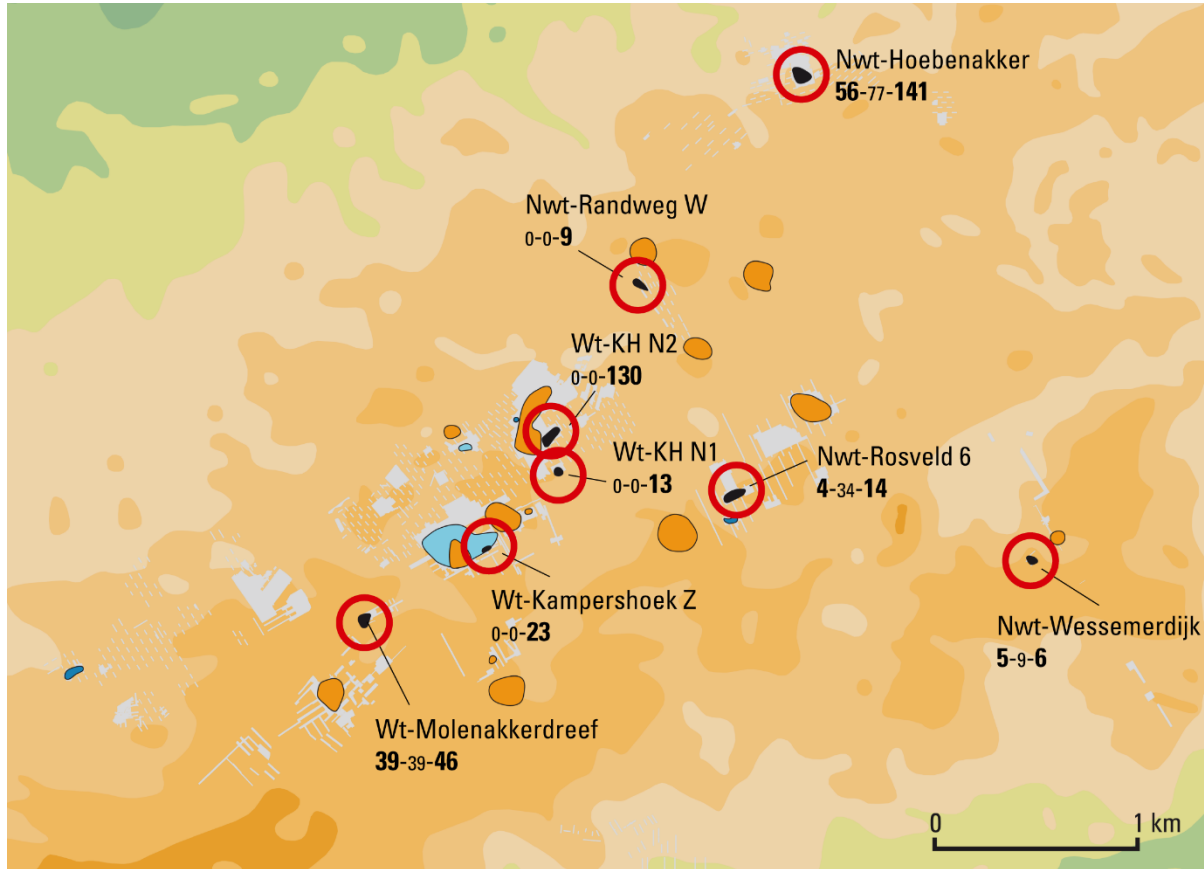 Nwt-Hoebenakker
56-77-141
Nwt-Randweg W
0-0-9
Wt-KH N2
0-0-130
Wt-KH N1
0-0-13
Nwt-Rosveld 6
4-34-14
Wt-Kampershoek Z
0-0-23
Nwt-Wessemerdijk
5-9-6
Wt-Molenakkerdreef
39-39-46
0 1 km